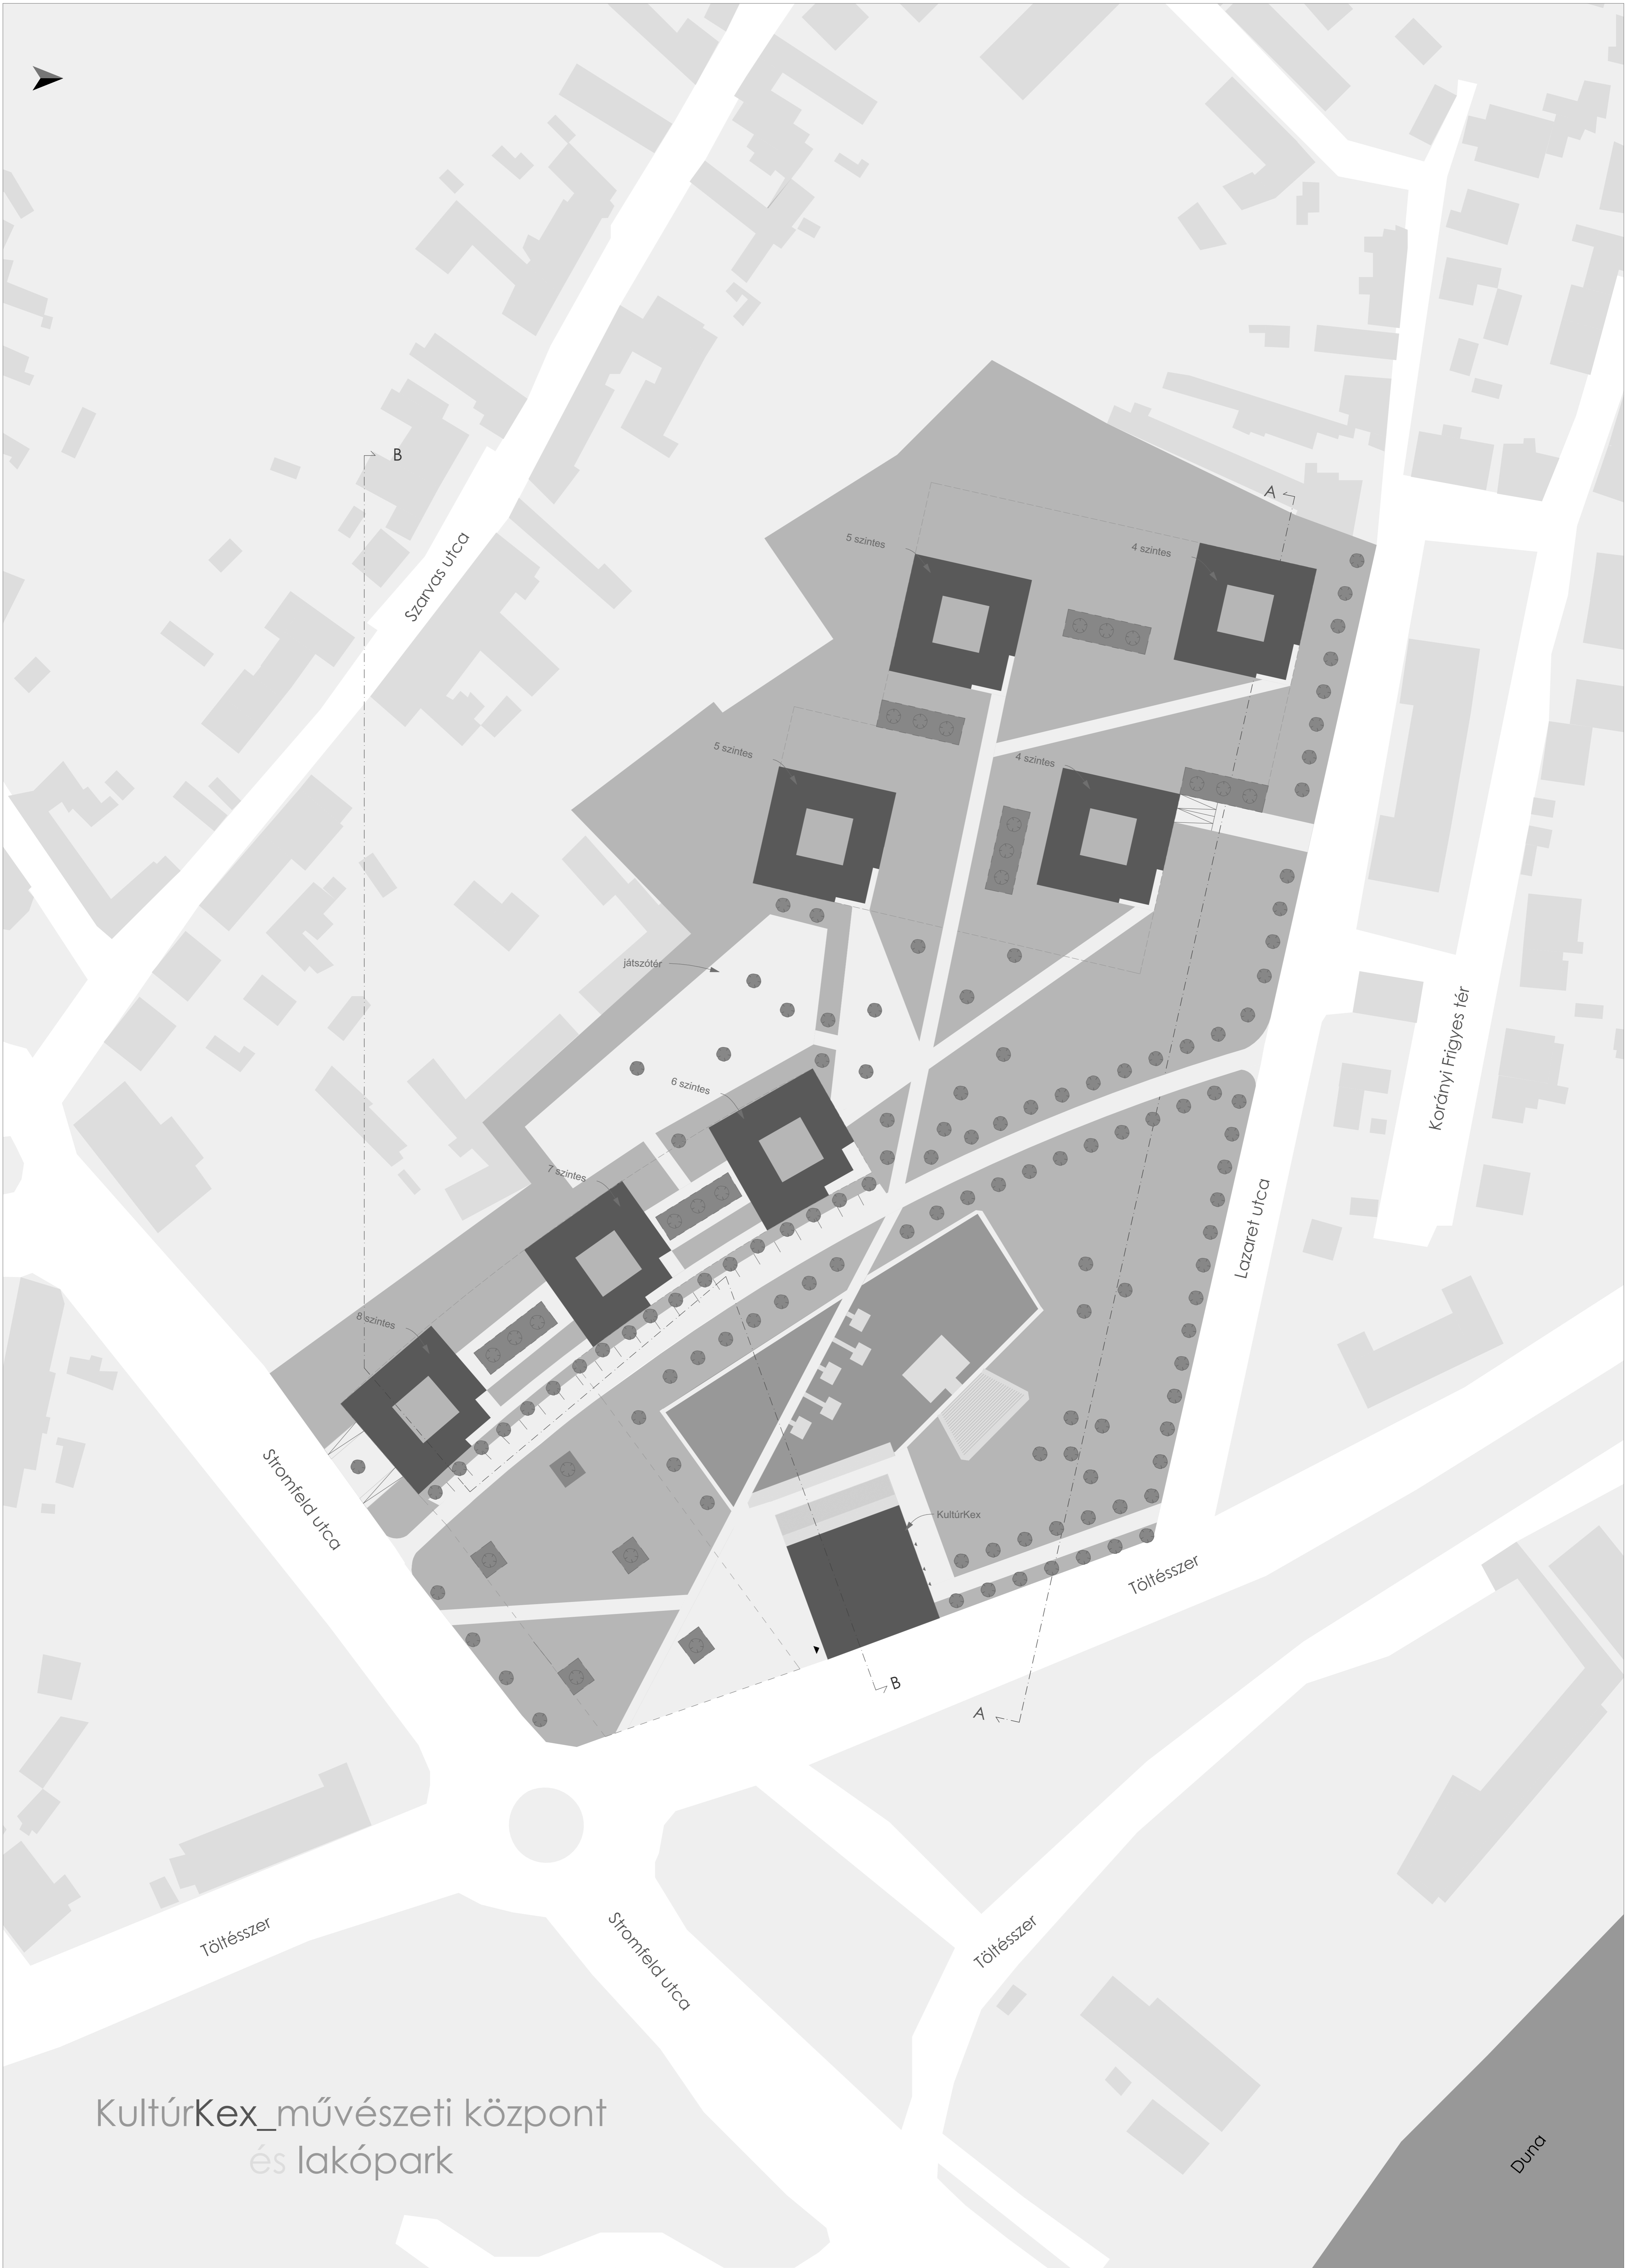 B
A
Szarvas utca
5 szintes
4 szintes
5 szintes
4 szintes
játszótér
6 szintes
7 szintes
8 szintes
Korányi Frigyes tér
Lazaret utca
Stromfeld utca
KultúrKex
Töltésszer
B
A
Töltésszer
Stromfeld utca
Töltésszer
KultúrKex_művészeti központ
és lakópark
Duna